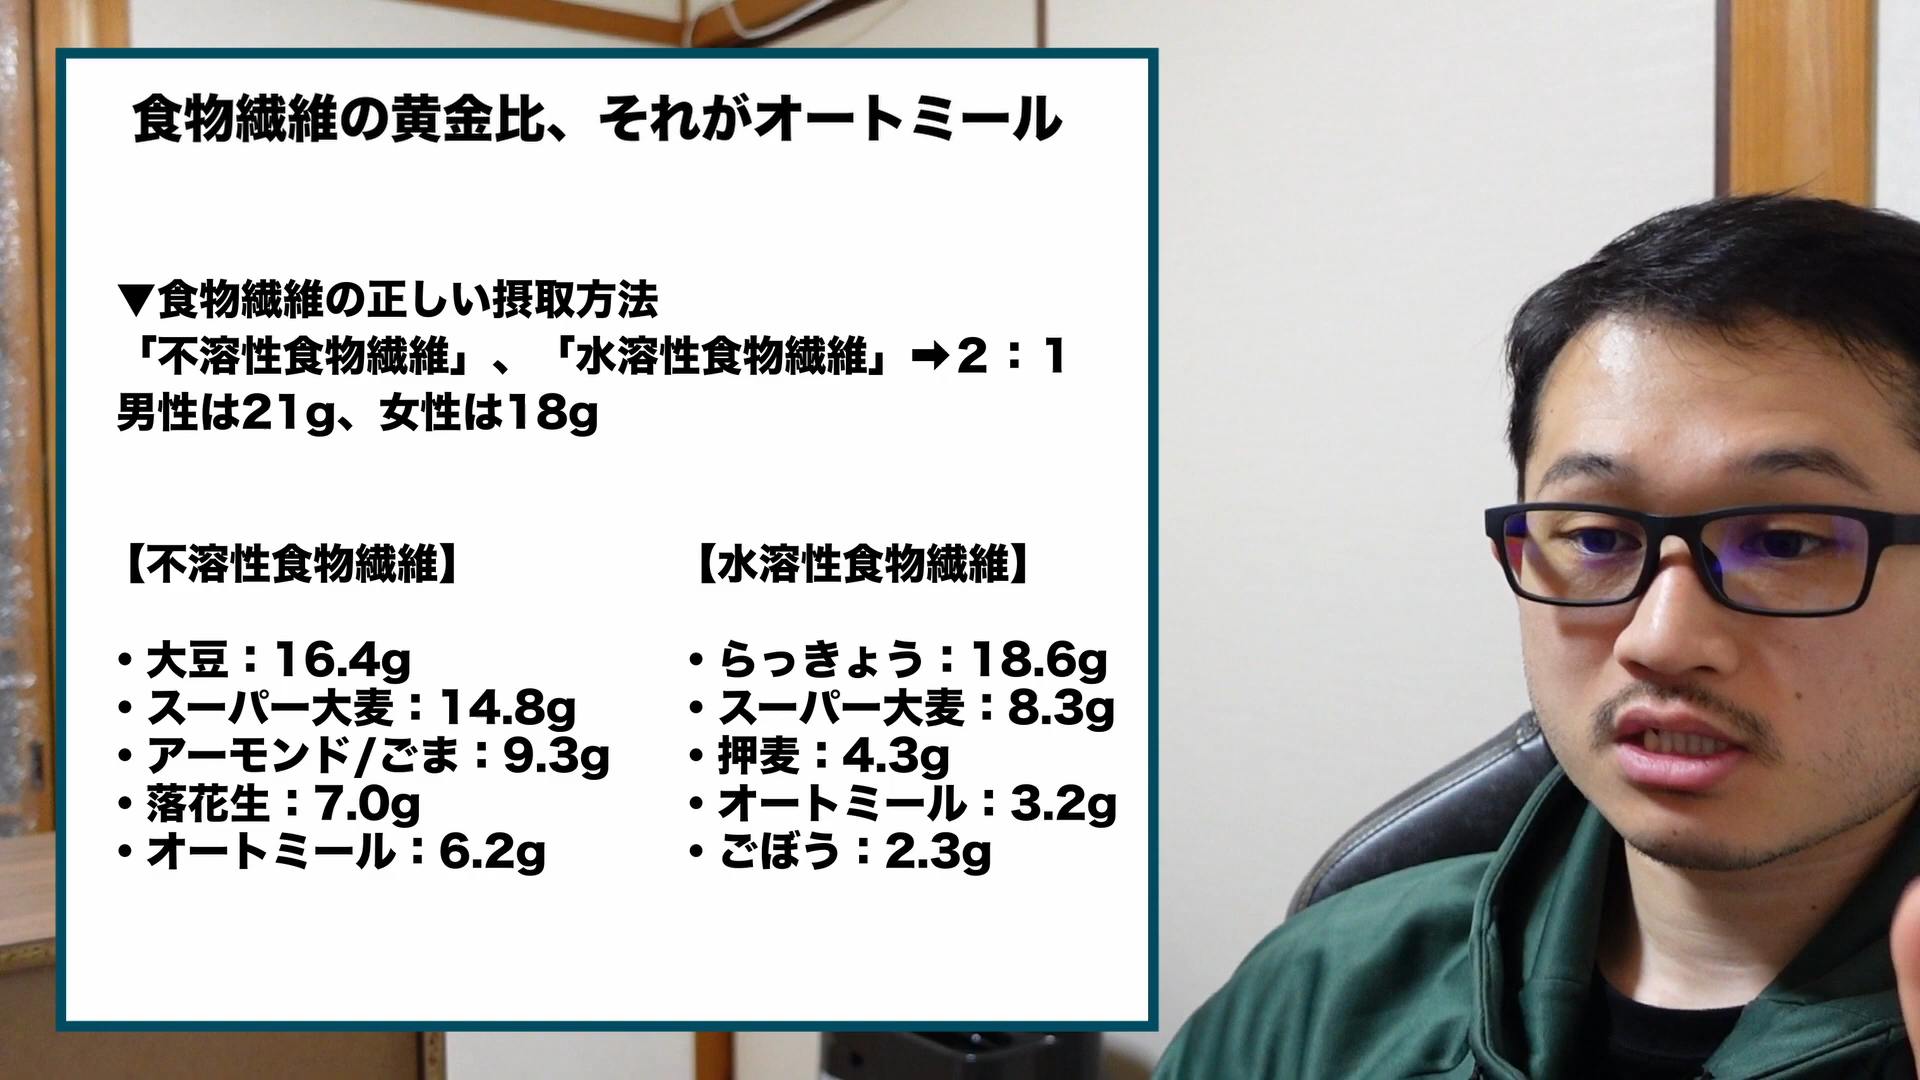 食物繊維の黄金比、それがオートミール
▼食物繊維の正しい摂取方法
「不溶性食物繊維」、「水溶性食物繊維」➡2：1
男性は21g、女性は18g
【不溶性食物繊維】
・大豆：16.4g
・スーパー大麦：14.8g
・アーモンド/ごま：9.3g
・落花生：7.0g
・オートミール：6.2g
【水溶性食物繊維】
・らっきょう：18.6g
・スーパー大麦：8.3g
・押麦：4.3g
・オートミール：3.2g
・ごぼう：2.3g